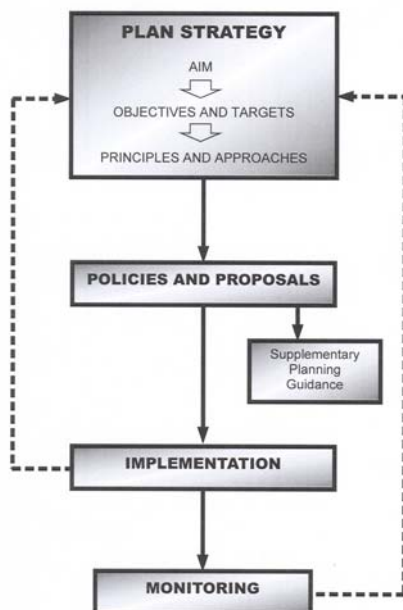 PLAN STRATEGY
AIM
OBJECTIVES AND TARGETS
PRINCIPLES AND APPROACHES
POLICIES AND PROPOSALS
Supplementary
Planning
Guidance
IMPLEMENTATION
MONITORING